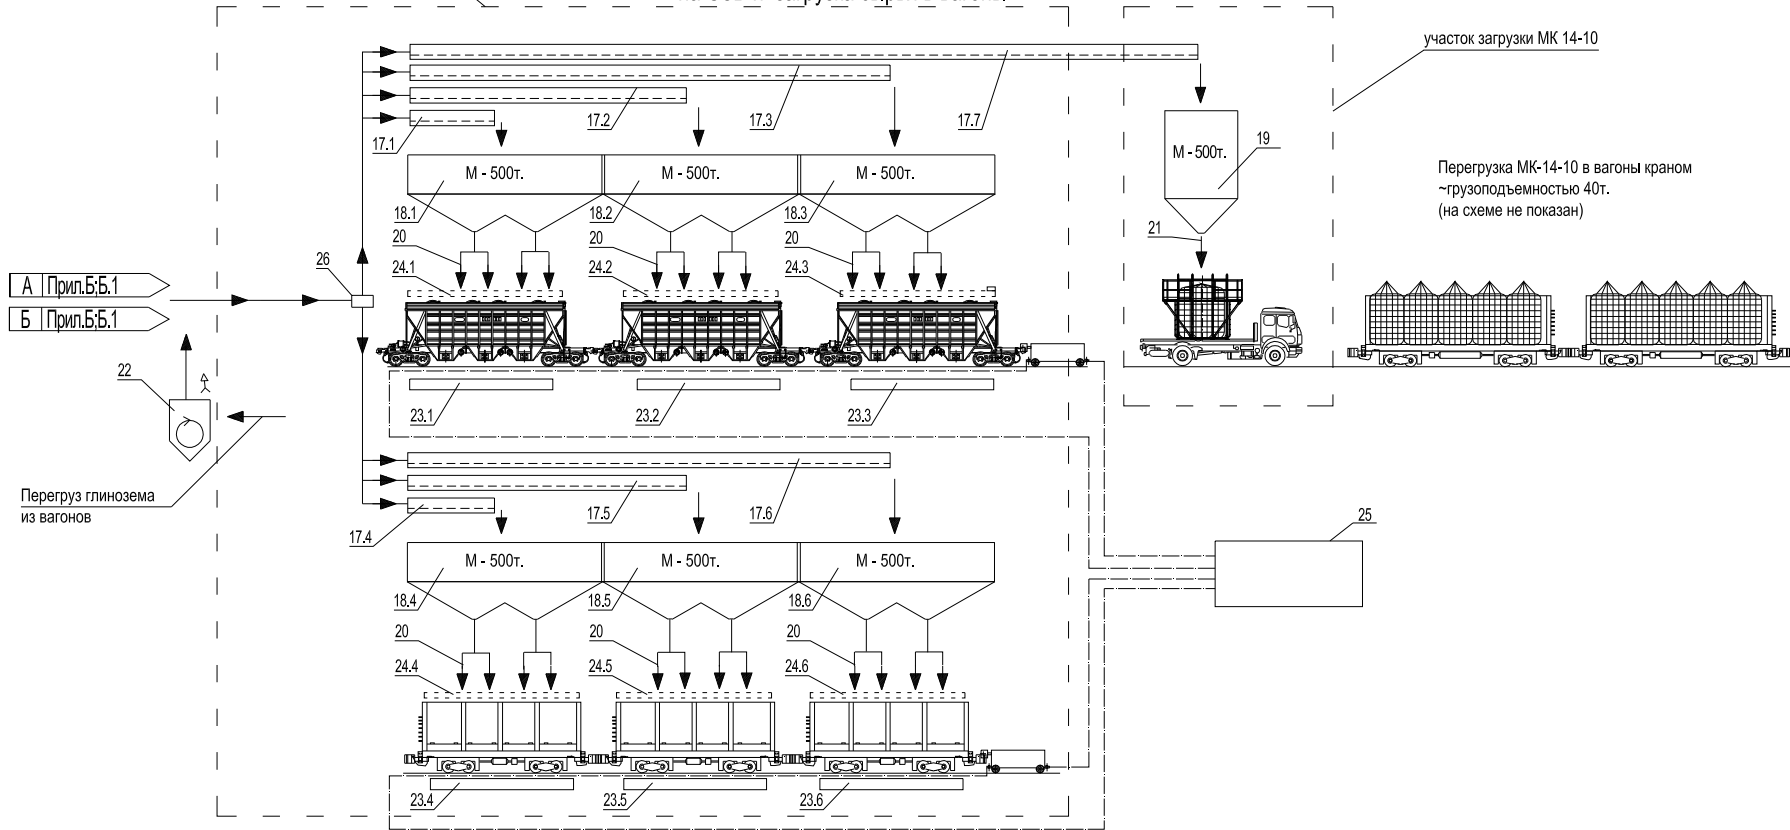 участок загрузки МК 14-10
17.1
17.2
17.3
17.7
19
М - 500т.
М - 500т.
М - 500т.
М - 500т.
Перегрузка МК-14-10 в вагоны краном
~грузоподъемностью 40т.
(на схеме не показан)
18.1
18.2
18.3
20
20
20
21
26
24.1
24.2
24.3
А Прил.Б;Б.1
Б Прил.Б;Б.1
22
23.1
23.2
23.3
Перегруз глинозема
из вагонов
17.4
17.5
17.6
25
М - 500т.
М - 500т.
М - 500т.
18.4
18.5
18.6
20
20
20
24.4
24.5
24.6
23.4
23.5
23.6